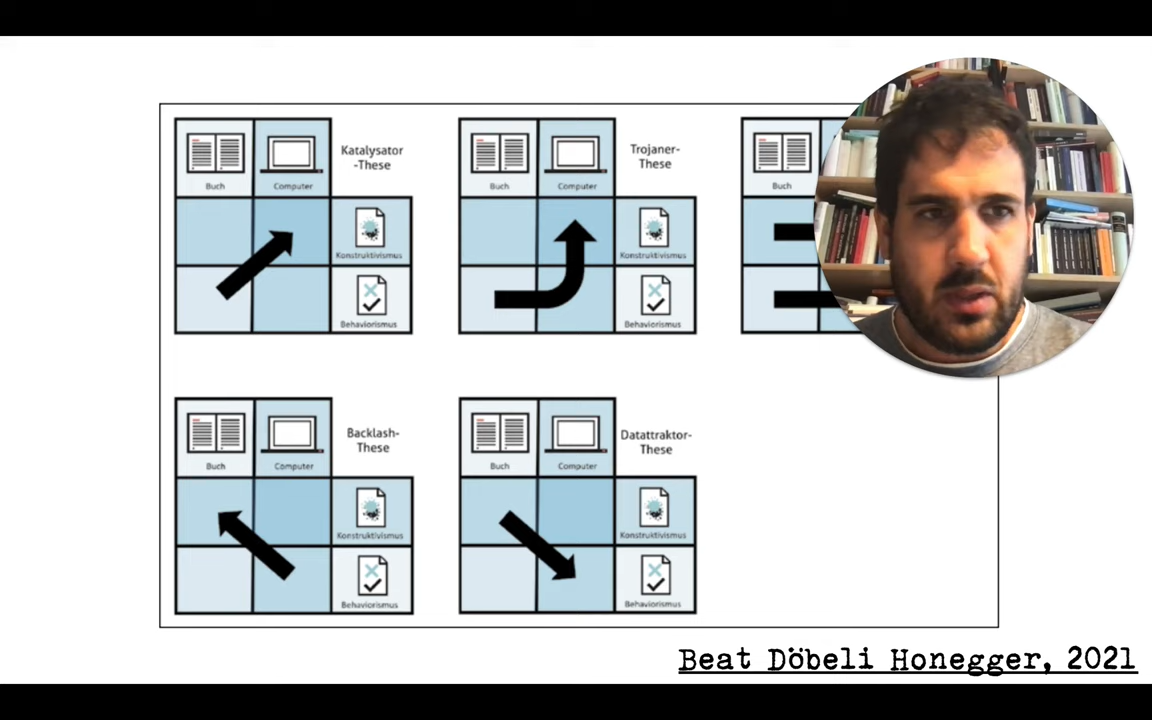 Buch
Computer
Katalysator
-These
Konstruktivismus
Behaviorismus
Buch
Computer
Trojaner-
These
Konstruktivismus
Behaviorismus
Buch
Buch
Computer
Backlash-
These
Konstruktivismus
Behaviorismus
Buch
Computer
Datattraktor-
These
Konstruktivismus
Behaviorismus
Beat Döbeli Honegger, 2021